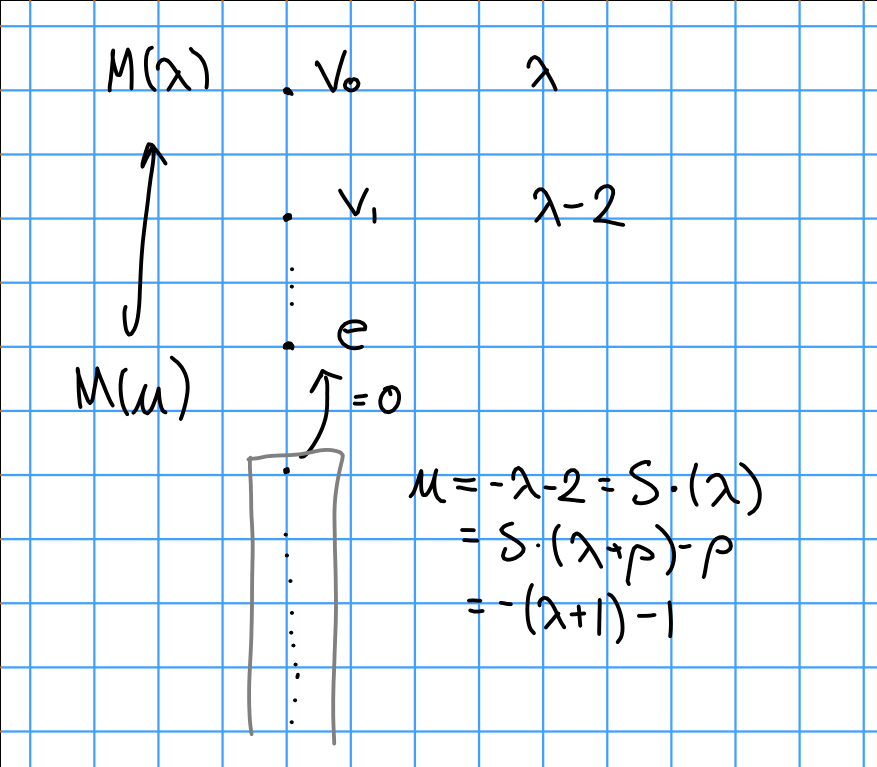 M(λ) V₀ λ
V₁ λ-2
e
= 0
M(μ)
μ = -λ-2 = S·(λ)
= S·(λ+ρ)-ρ
= -(λ+1)-1